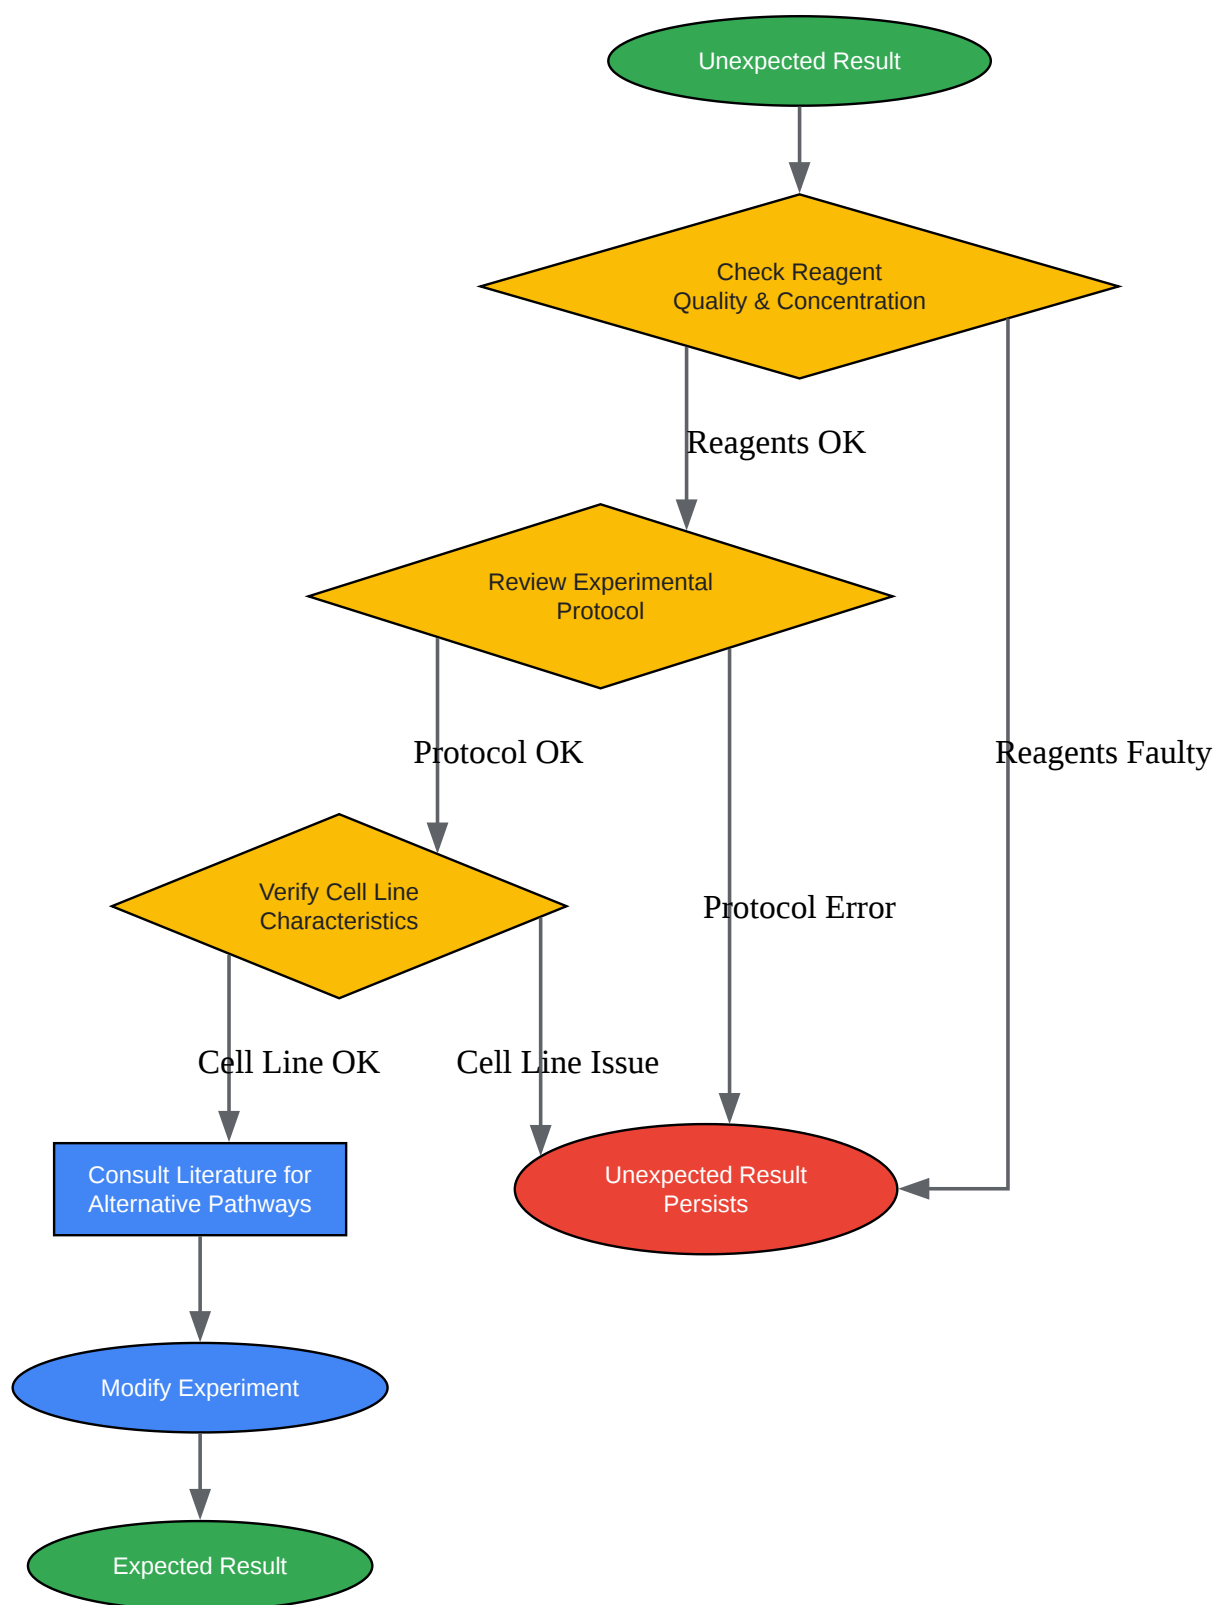 Unexpected Result
Check Reagent
Quality & Concentration
Reagents OK
Review Experimental
Protocol
Protocol OK
Reagents Faulty
Verify Cell Line
Characteristics
Protocol Error
Cell Line OK
Cell Line Issue
Consult Literature for
Alternative Pathways
Unexpected Result
Persists
Modify Experiment
Expected Result